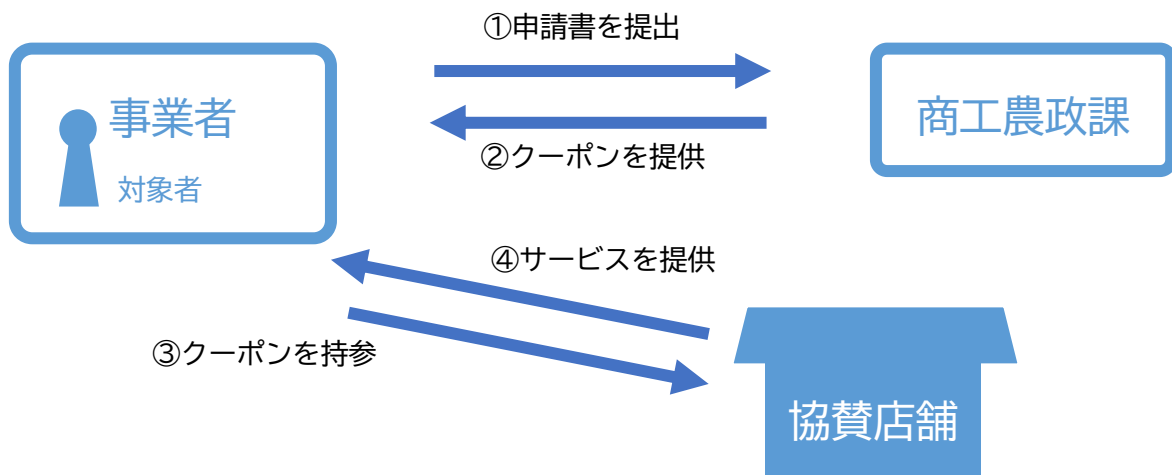 ①申請書を提出
事業者
対象者
商工農政課
②クーポンを提供
④サービスを提供
③クーポンを持参
協賛店舗